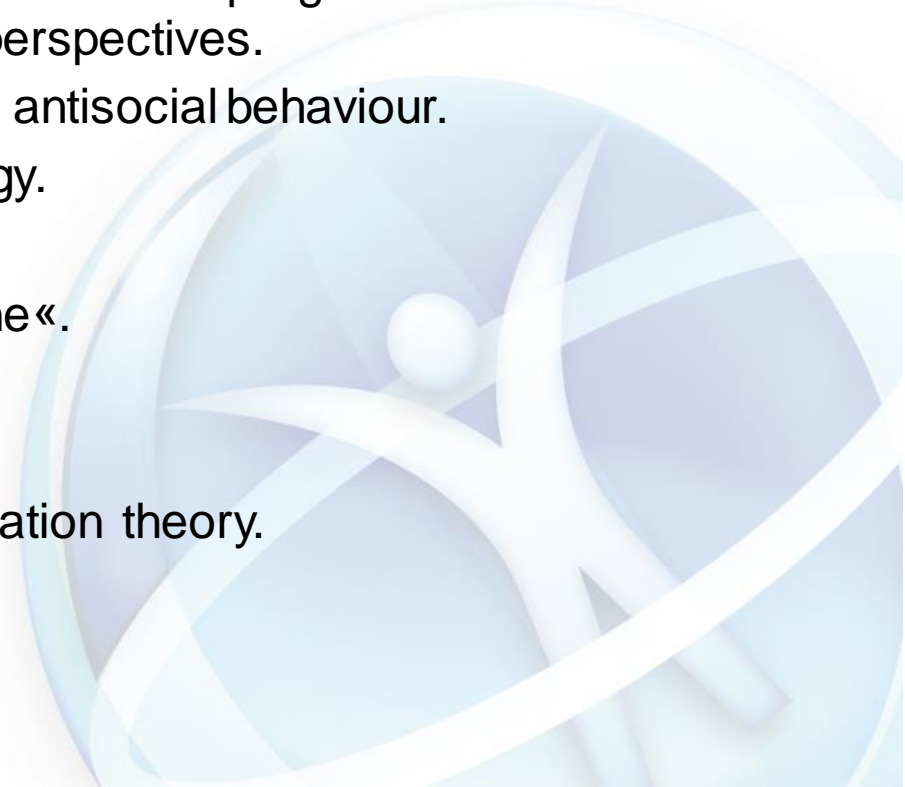 perspectives.
antisocial behaviour.
gy.
ne«.
ation theory.